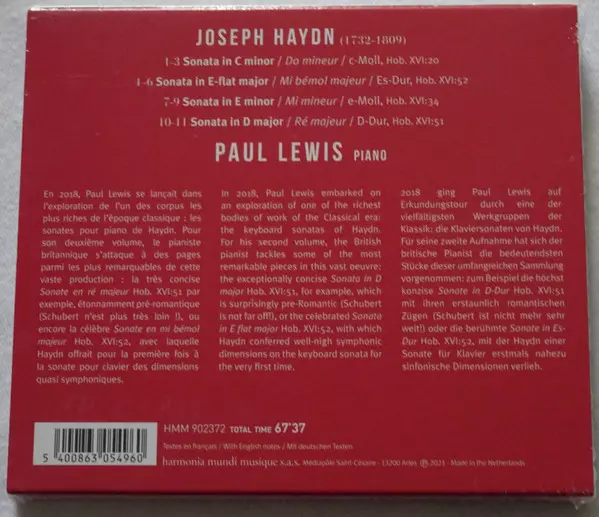 JOSEPH HAYDN (1732-1809)
1-3 Sonata in C minor / Do mineur / c-Moll, Hob. XVI:20
4-6 Sonata in E-flat major / Mi bémol majeur / Es-Dur, Hob. XVI:52
7-9 Sonata in E minor / Mi mineur / e-Moll, Hob. XVI:34
10-11 Sonata in D major / Ré majeur / D-Dur, Hob. XVI:51
PAUL LEWIS PIANO
En 2018, Paul Lewis se lançait dans
l'exploration de l'un des corpus les
plus riches de l'époque classique : les
sonates pour piano de Haydn. Pour
son deuxième volume, le pianiste
britannique s'attaque à des pages
parmi les plus remarquables de cette
vaste production : la très concise
Sonate en ré majeur Hob. XVI:51 par
exemple, étonnamment pré-romantique
(Schubert n'est plus très loin !), ou
encore la célèbre Sonate en mi bémol
majeur Hob. XVI:52, avec laquelle
Haydn offrait pour la première fois à
la sonate pour clavier des dimensions
quasi symphoniques.
In 2018, Paul Lewis embarked on
an exploration of one of the richest
bodies of work of the Classical era:
the keyboard sonatas of Haydn.
For his second volume, the British
pianist tackles some of the most
remarkable pieces in this vast oeuvre:
the exceptionally concise Sonata in D
major Hob. XVI:51, for example, which
is surprisingly pre-Romantic (Schubert
is not far off!), or the celebrated Sonata
in E flat major Hob. XVI:52, with which
Haydn conferred well-nigh symphonic
dimensions on the keyboard sonata for
the very first time.
2018 ging Paul Lewis auf
Erkundungstour durch eine der
vielfältigsten Werkgruppen der
Klassik: die Klaviersonaten von Haydn.
Für seine zweite Aufnahme hat sich der
britische Pianist die bedeutendsten
Stücke dieser umfangreichen Sammlung
vorgenommen: zum Beispiel die höchst
konzise Sonate in D-Dur Hob. XVI:51
mit ihren erstaunlich romantischen
Zügen (Schubert ist nicht mehr sehr
weit!) oder die berühmte Sonate in Es-
Dur Hob. XVI:52, mit der Haydn einer
Sonate für Klavier erstmals nahezu
sinfonische Dimensionen verlieh.
HMM 902372 TOTAL TIME 67'37
Textes en français / With English notes / Mit deutschen Texten
5 400863 054960
harmonia mundi musique s.a.s. Médiapôle Saint-Césaire - 13200 Arles ℗ 2021 - Made in the Netherlands